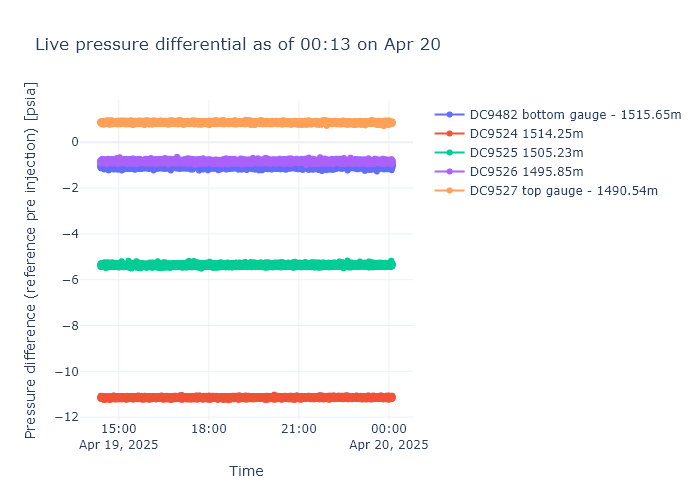 Live pressure differential as of 00:13 on Apr 20
Pressure difference (reference pre injection) [psia]
0
−2
−4
−6
−8
−10
−12
15:00
Apr 19, 2025
18:00
21:00
00:00
Apr 20, 2025
Time
DC9482 bottom gauge - 1515.65m
DC9524 1514.25m
DC9525 1505.23m
DC9526 1495.85m
DC9527 top gauge - 1490.54m